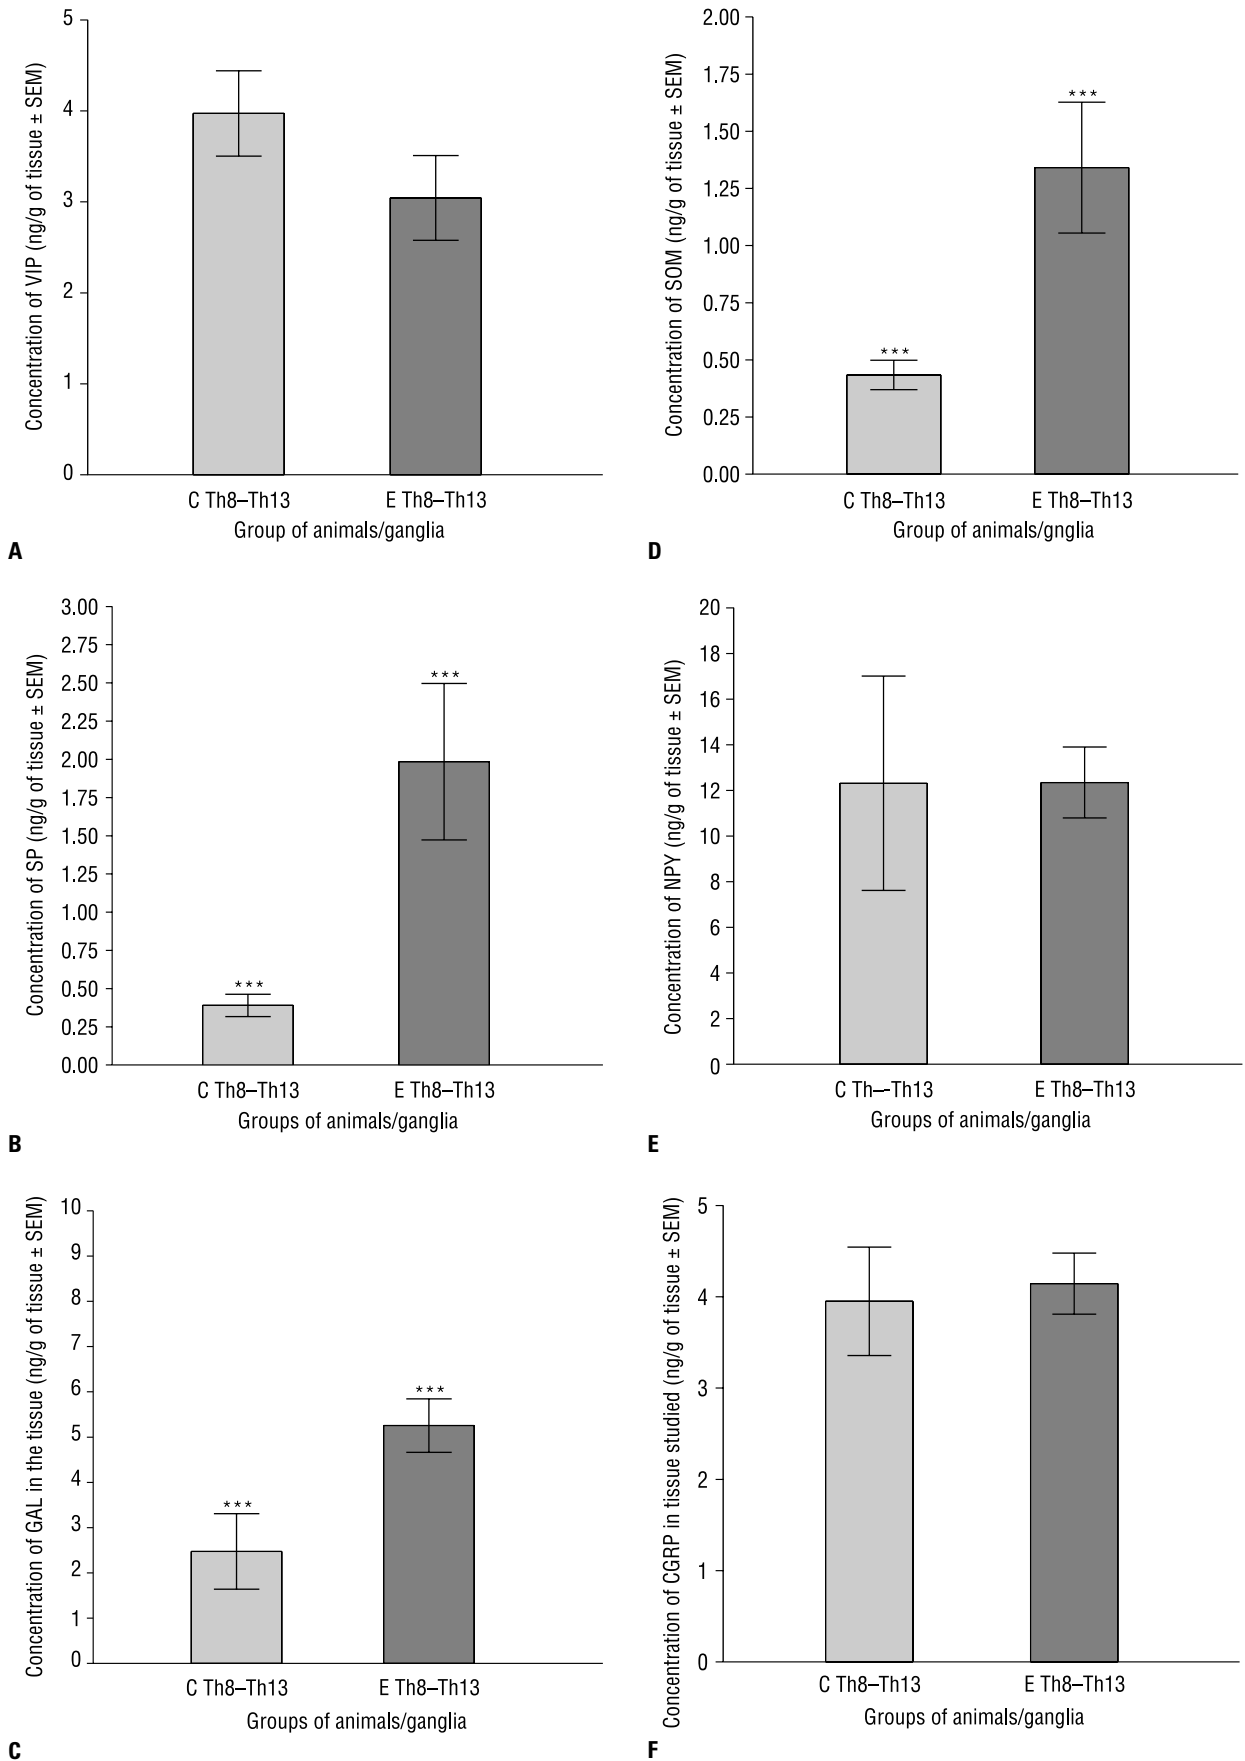 Concentration of VIP (ng/g of tissue ± SEM)
5
4
3
2
1
0
C Th8–Th13
E Th8–Th13
Group of animals/ganglia
A
Concentration of SOM (ng/g of tissue ± SEM)
2.00
1.75
1.50
1.25
1.00
0.75
0.50
0.25
0.00
***
***
C Th8–Th13
E Th8–Th13
Group of animals/gnglia
D
Concentration of SP (ng/g of tissue ± SEM)
3.00
2.75
2.50
2.25
2.00
1.75
1.50
1.25
1.00
0.75
0.50
0.25
0.00
***
***
C Th8–Th13
E Th8–Th13
Groups of animals/ganglia
B
Concentration of NPY (ng/g of tissue ± SEM)
20
18
16
14
12
10
8
6
4
2
0
C Th–-Th13
E Th8–Th13
Groups of animals/ganglia
E
Concentration of GAL in the tissue (ng/g of tissue ± SEM)
10
9
8
7
6
5
4
3
2
1
0
***
***
C Th8–Th13
E Th8–Th13
Groups of animals/ganglia
C
Concentration of CGRP in tissue studied (ng/g of tissue ± SEM)
5
4
3
2
1
0
C Th8–Th13
E Th8–Th13
Groups of animals/ganglia
F